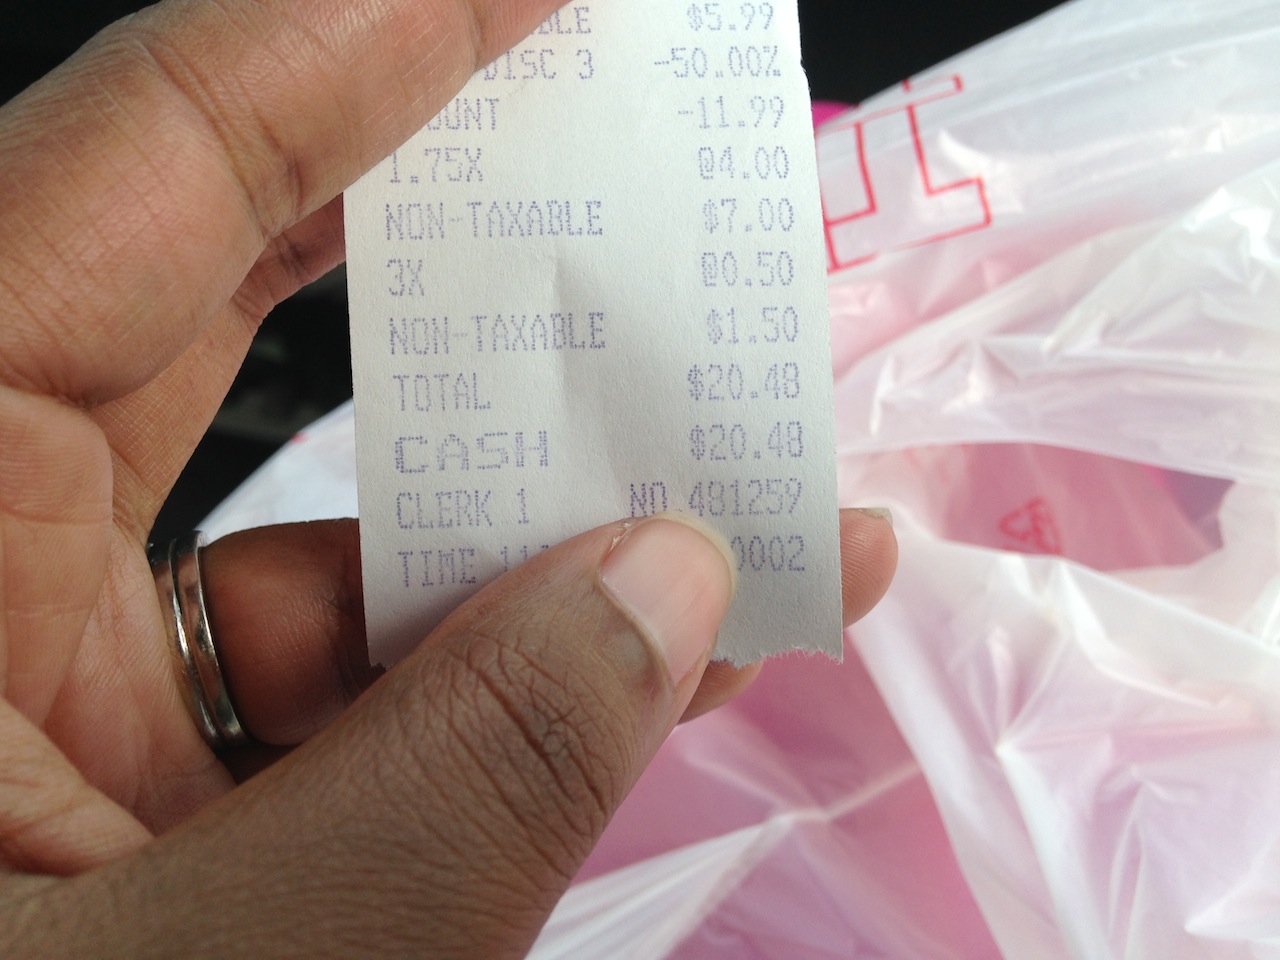 $5.99
DISC 3 -50.00%
-11.99
1.75X @4.00
NON-TAXABLE $7.00
3X @0.50
NON-TAXABLE $1.50
TOTAL $20.48
CASH $20.48
CLERK 1 NO 481259
TIME